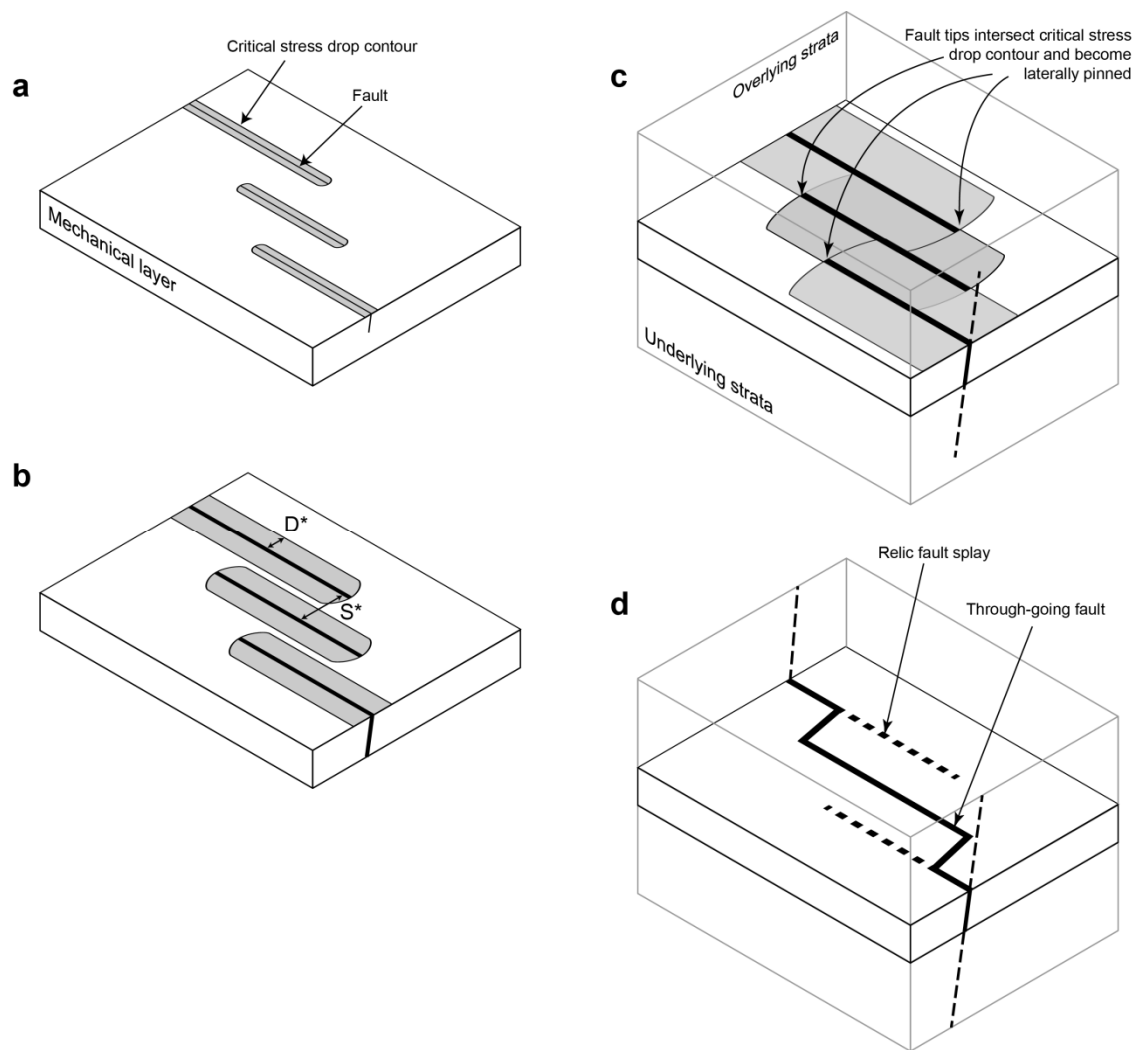 a
Critical stress drop contour
Fault
Mechanical layer
b
D*
S*
c
Overlying strata
Fault tips intersect critical stress
drop contour and become
laterally pinned
Underlying strata
d
Relic fault splay
Through-going fault